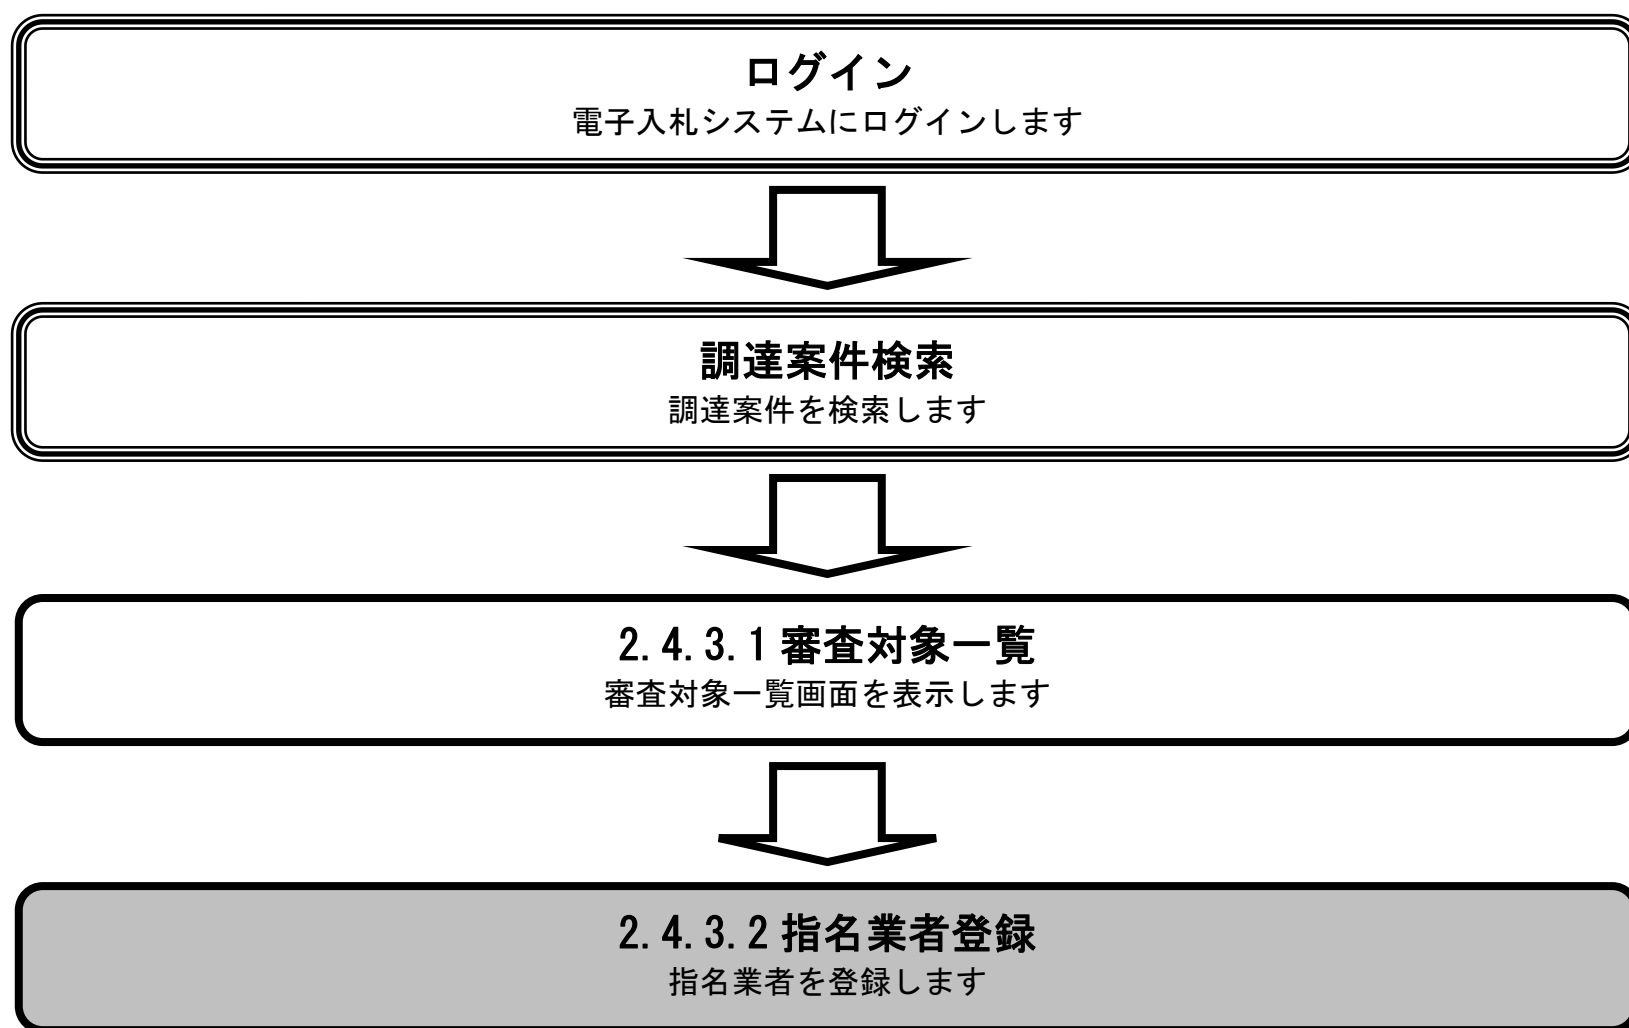 ログイン
電子入札システムにログインします
調達案件検索
調達案件を検索します
2.4.3.1 審査対象一覧
審査対象一覧画面を表示します
2.4.3.2 指名業者登録
指名業者を登録します